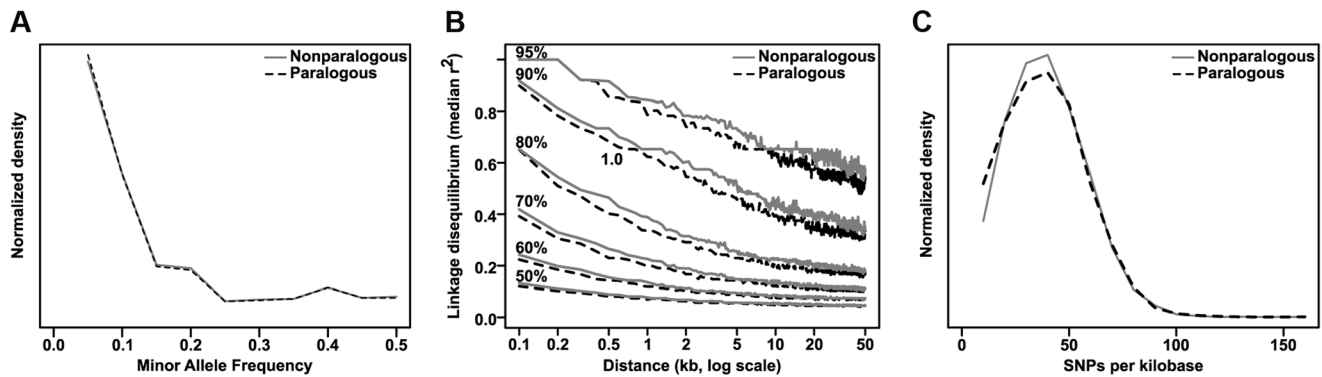 A
Nonparalogous
Paralogous
Normalized density
0.0 0.1 0.2 0.3 0.4 0.5
Minor Allele Frequency
B
Nonparalogous
Paralogous
Linkage disequilibrium (median r2)
0.8
0.6
0.4
0.2
0.0
95%
90%
80%
1.0
70%
60%
50%
0.1 0.2 0.5 1 2 5 10 20 50
Distance (kb, log scale)
C
Nonparalogous
Paralogous
Normalized density
0 50 100 150
SNPs per kilobase